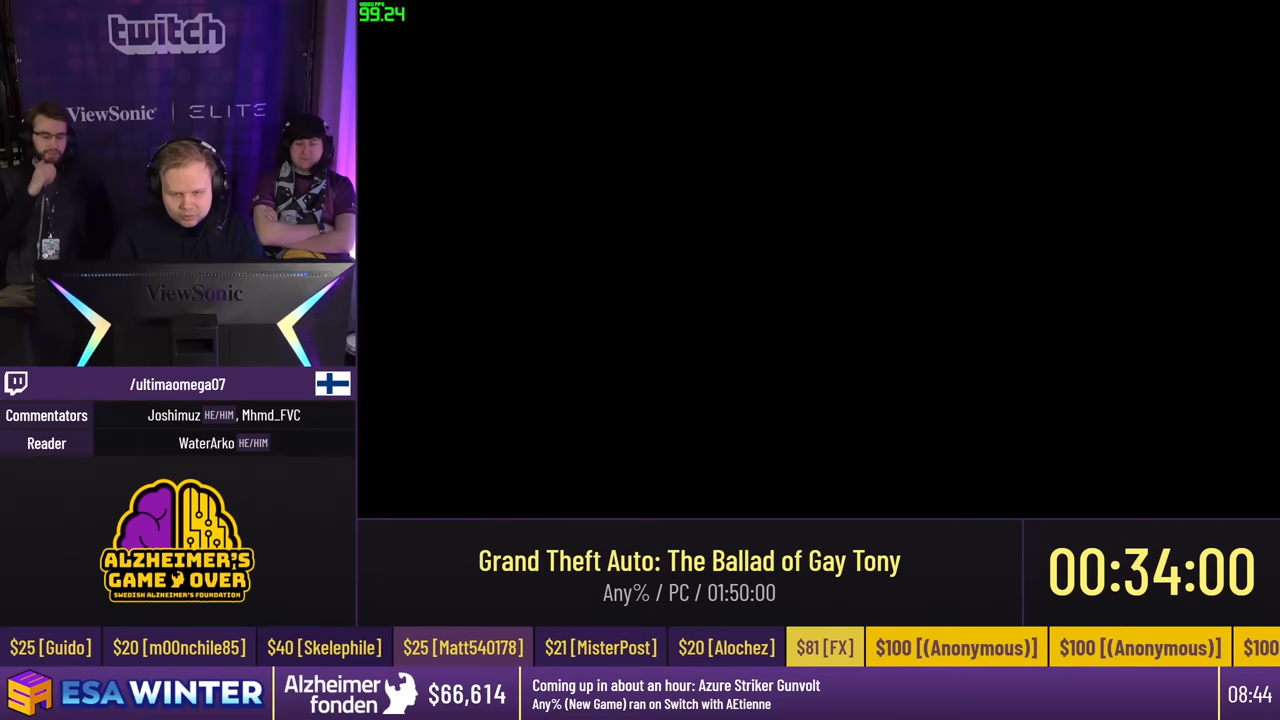 VIDEO FPS
99.24
twitch
ViewSonic | ELITE
ViewSonic
/ultimaomega07
Commentators Joshimuz HE/HIM, Mhmd_FVC
Reader WaterArko HE/HIM
ALZHEIMER'S
GAME OVER
SWEDISH ALZHEIMER'S FOUNDATION
Grand Theft Auto: The Ballad of Gay Tony
Any% / PC / 01:50:00
00:34:00
$25 [Guido] $20 [m00nchile85] $40 [Skelephile] $25 [Matt540178] $21 [MisterPost] $20 [Alochez] $81 [FX] $100 [(Anonymous)] $100 [(Anonymous)] $100
ESA WINTER
Alzheimer
fonden
$66,614
Coming up in about an hour: Azure Striker Gunvolt
Any% (New Game) ran on Switch with AEtienne
08:44